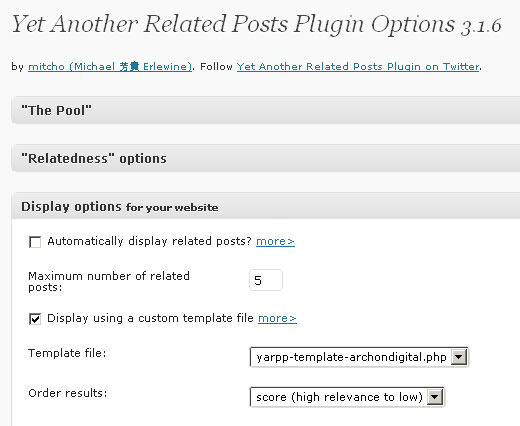 Yet Another Related Posts Plugin Options 3.1.6
by mitcho (Michael 芳貴 Erlewine). Follow Yet Another Related Posts Plugin on Twitter.
"The Pool"
"Relatedness" options
Display options for your website
Automatically display related posts? more>
Maximum number of related posts: 5
Display using a custom template file more>
Template file: yarpp-template-archondigital.php
Order results: score (high relevance to low)